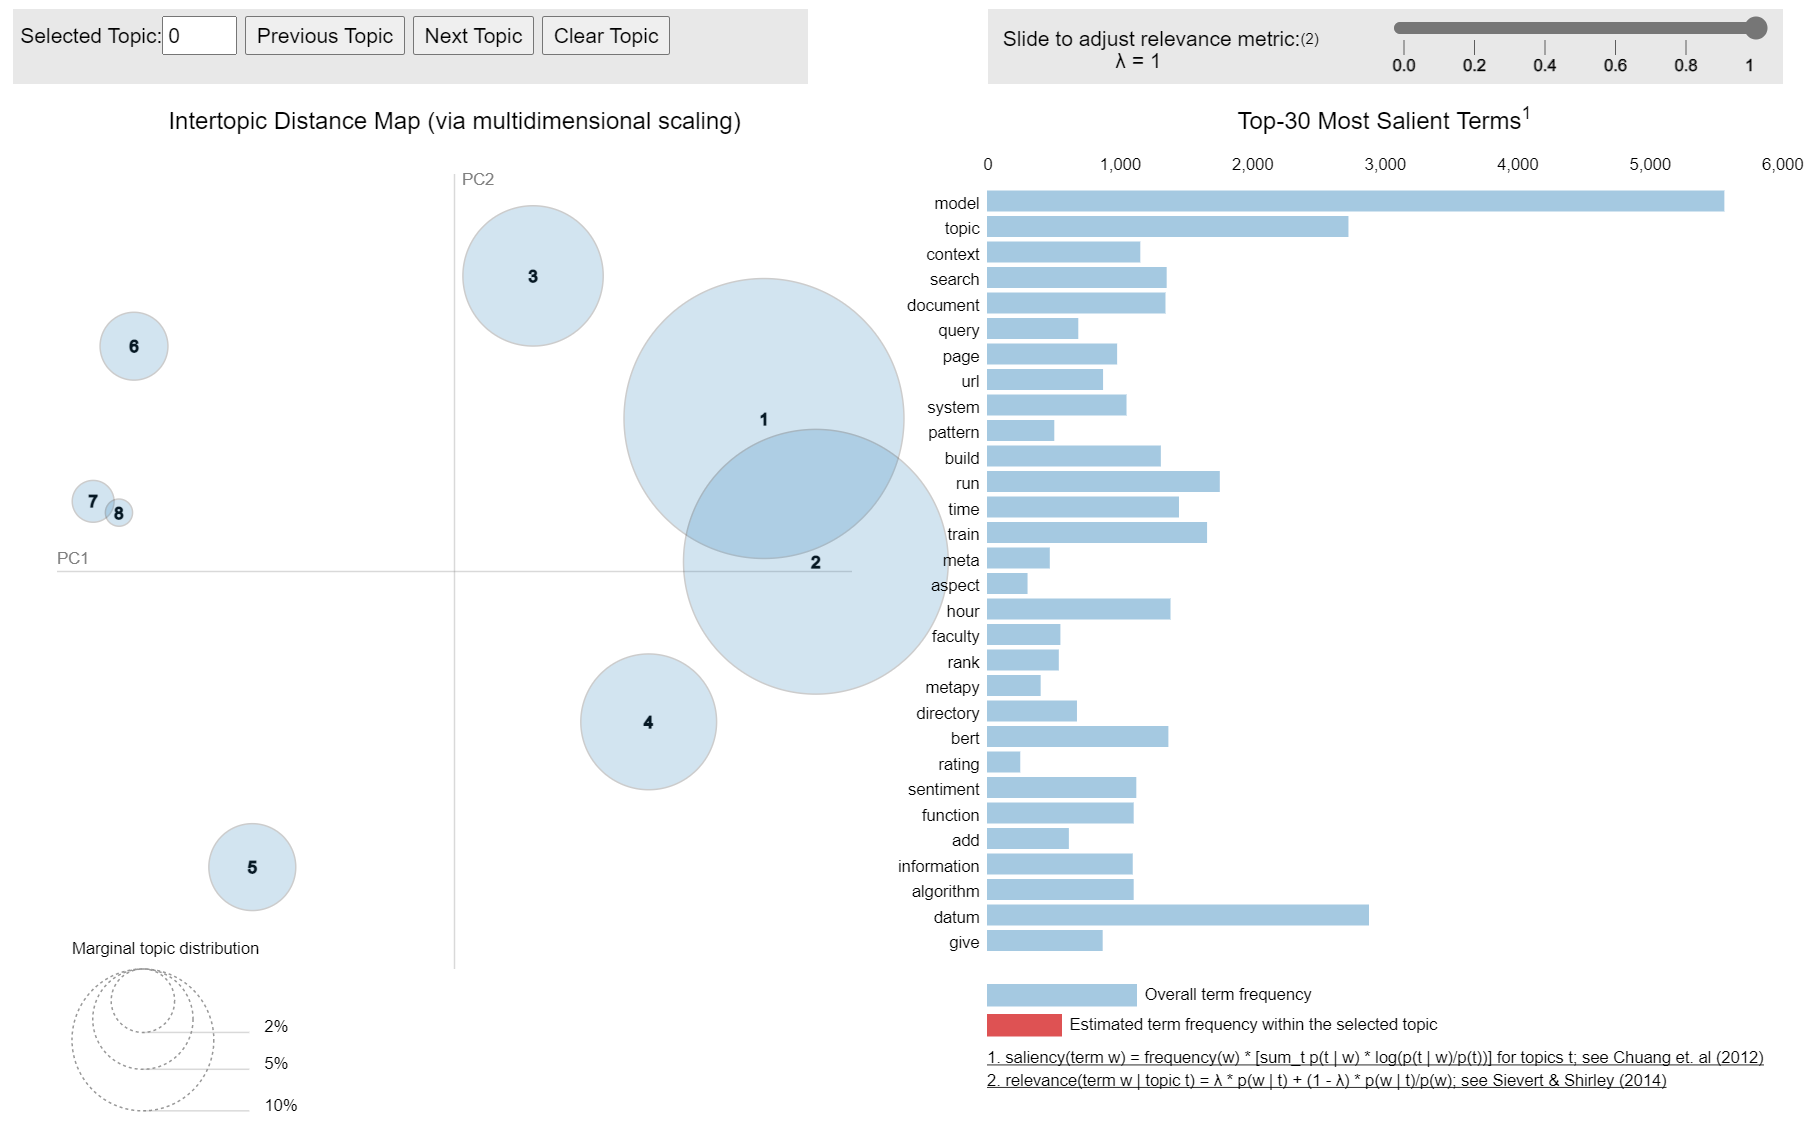 Selected Topic: 0 Previous Topic Next Topic Clear Topic
Slide to adjust relevance metric:(2)
λ = 1
0.0 0.2 0.4 0.6 0.8 1
Intertopic Distance Map (via multidimensional scaling)
PC2
PC1
3
6
1
7
8
2
4
5
Marginal topic distribution
2%
5%
10%
Top-30 Most Salient Terms1
0 1,000 2,000 3,000 4,000 5,000 6,000
model
topic
context
search
document
query
page
url
system
pattern
build
run
time
train
meta
aspect
hour
faculty
rank
metapy
directory
bert
rating
sentiment
function
add
information
algorithm
datum
give
Overall term frequency
Estimated term frequency within the selected topic
1. saliency(term w) = frequency(w) * [sum_t p(t | w) * log(p(t | w)/p(t))] for topics t; see Chuang et. al (2012)
2. relevance(term w | topic t) = λ * p(w | t) + (1 - λ) * p(w | t)/p(w); see Sievert & Shirley (2014)